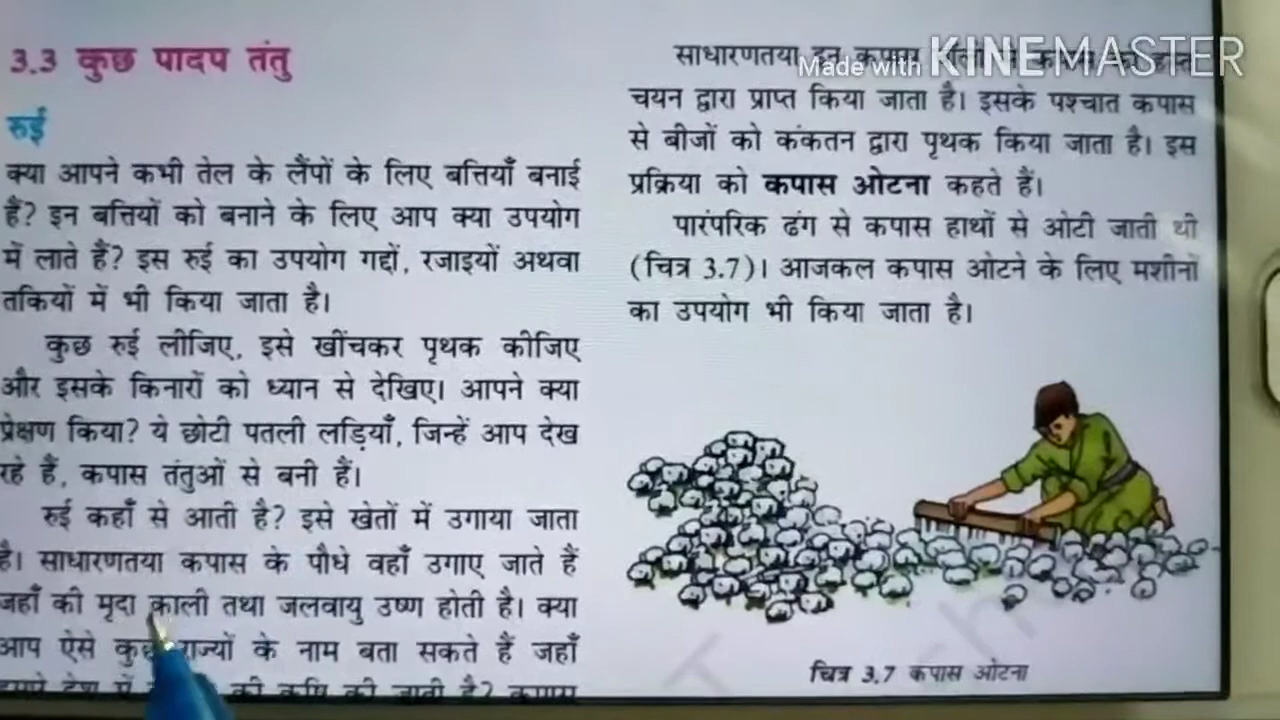 3.3 कुछ पादप तंतु
रुई
क्या आपने कभी तेल के लैंपों के लिए बत्तियाँ बनाई
हैं? इन बत्तियों को बनाने के लिए आप क्या उपयोग
में लाते हैं? इस रुई का उपयोग गद्दों, रजाइयों अथवा
तकियों में भी किया जाता है।
कुछ रुई लीजिए, इसे खींचकर पृथक कीजिए
और इसके किनारों को ध्यान से देखिए। आपने क्या
प्रेक्षण किया? ये छोटी पतली लड़ियाँ, जिन्हें आप देख
रहे हैं, कपास तंतुओं से बनी हैं।
रुई कहाँ से आती है? इसे खेतों में उगाया जाता
है। साधारणतया कपास के पौधे वहाँ उगाए जाते हैं
जहाँ की मृदा काली तथा जलवायु उष्ण होती है। क्या
आप ऐसे कुछ राज्यों के नाम बता सकते हैं जहाँ
की कृषि की जाती है? कपास
साधारणतया इन कपास
Made with KINEMASTER
चयन द्वारा प्राप्त किया जाता है। इसके पश्चात कपास
से बीजों को कंकतन द्वारा पृथक किया जाता है। इस
प्रक्रिया को कपास ओटना कहते हैं।
पारंपरिक ढंग से कपास हाथों से ओटी जाती थी
(चित्र 3.7)। आजकल कपास ओटने के लिए मशीनों
का उपयोग भी किया जाता है।
चित्र 3.7 कपास ओटना